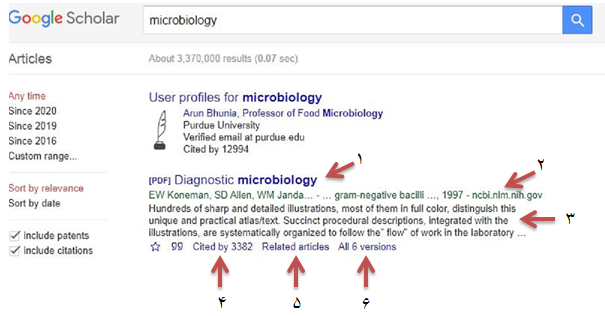 Google Scholar
microbiology
Articles
About 3,370,000 results (0.07 sec)
Any time
Since 2020
Since 2019
Since 2016
Custom range...
Sort by relevance
Sort by date
include patents
include citations
User profiles for microbiology
Arun Bhunia, Professor of Food Microbiology
Purdue University
Verified email at purdue.edu
Cited by 12994
۱
[PDF] Diagnostic microbiology
۲
EW Koneman, SD Allen, WM Janda... - ... gram-negative bacilli ..., 1997 - ncbi.nlm.nih.gov
Hundreds of sharp and detailed illustrations, most of them in full color, distinguish this
unique and practical atlas/text. Succinct procedural descriptions, integrated with the
۳
illustrations, are systematically organized to follow the" flow" of work in the laboratory ...
Cited by 3382 Related articles All 6 versions
۴ ۵ ۶